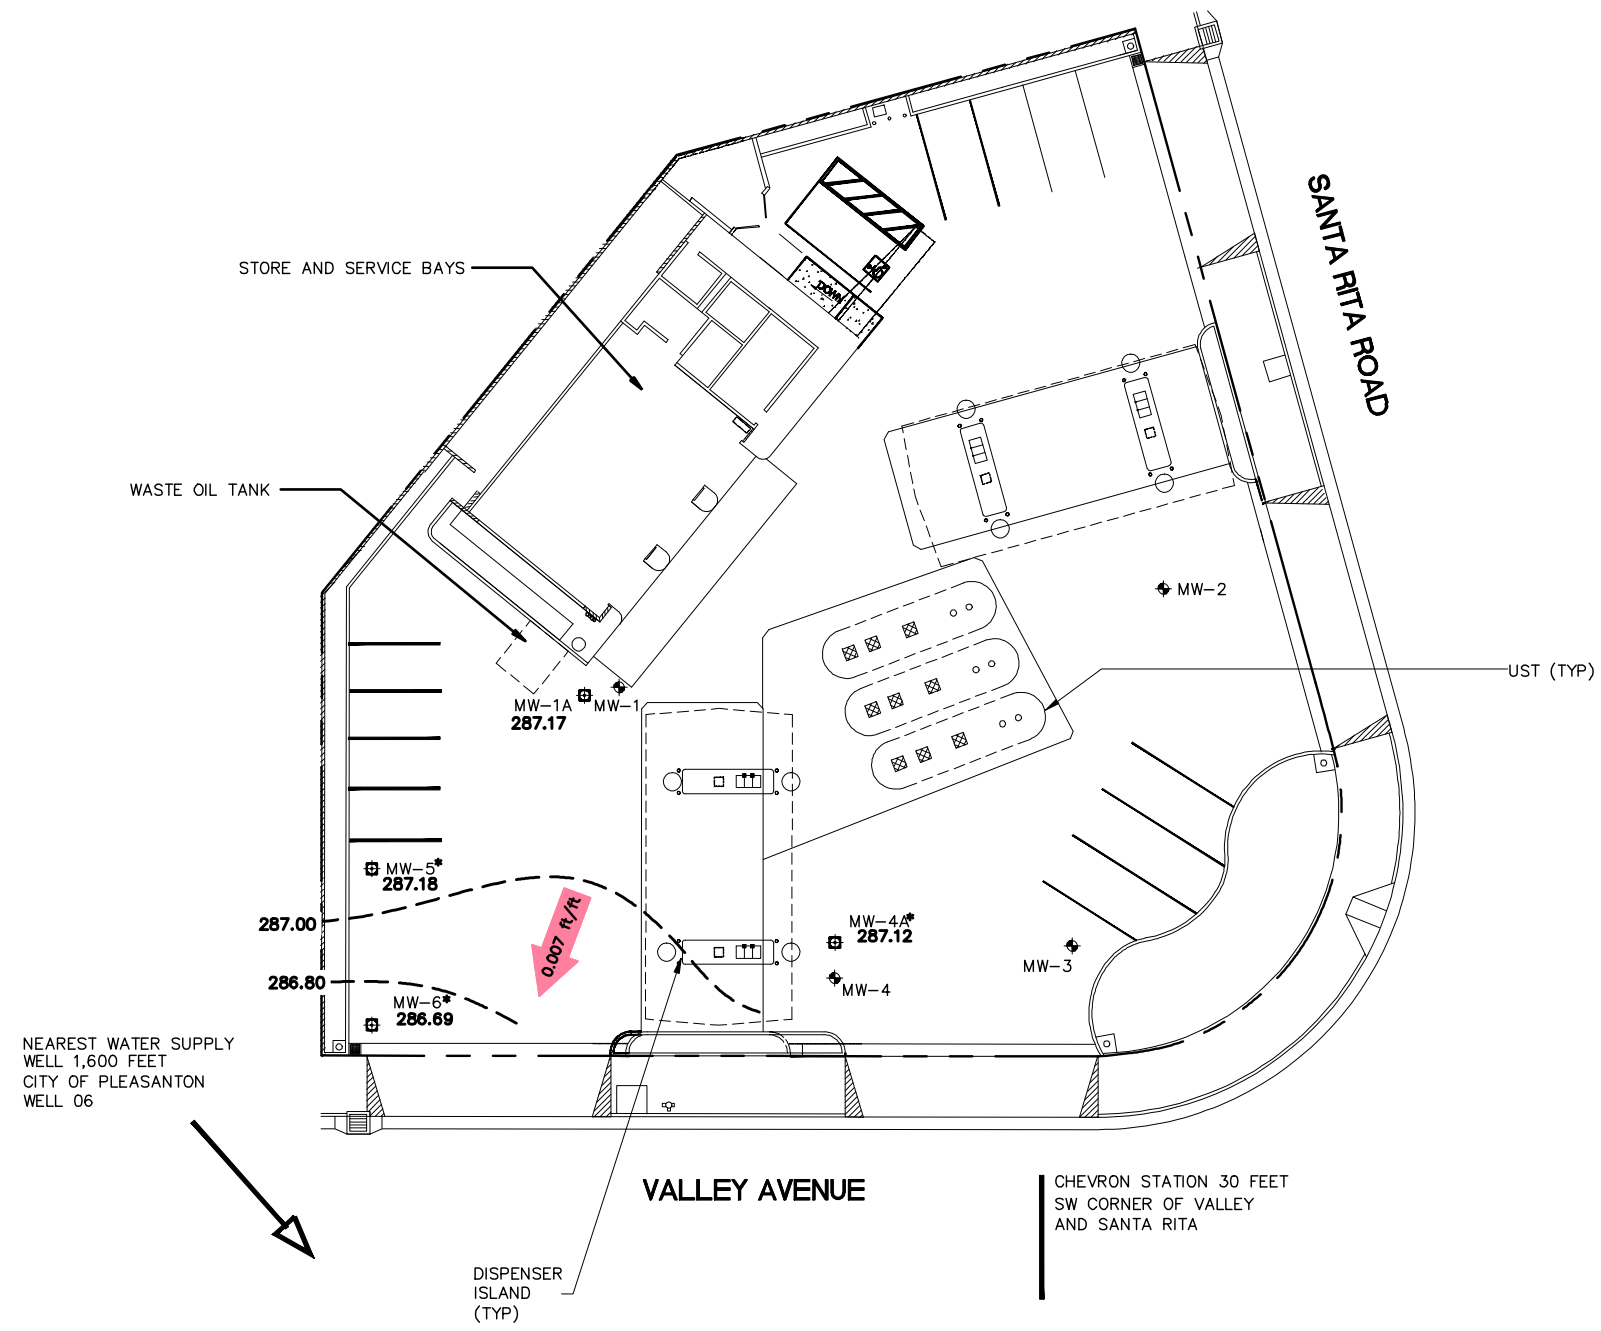 SANTA RITA ROAD
STORE AND SERVICE BAYS
DOWN
WASTE OIL TANK
MW-2
UST (TYP)
MW-1A
287.17
MW-1
MW-5*
287.18
287.00
0.007 ft/ft
MW-4A*
287.12
MW-3
286.80
MW-4
MW-6*
286.69
NEAREST WATER SUPPLY
WELL 1,600 FEET
CITY OF PLEASANTON
WELL 06
VALLEY AVENUE
CHEVRON STATION 30 FEET
SW CORNER OF VALLEY
AND SANTA RITA
DISPENSER
ISLAND
(TYP)